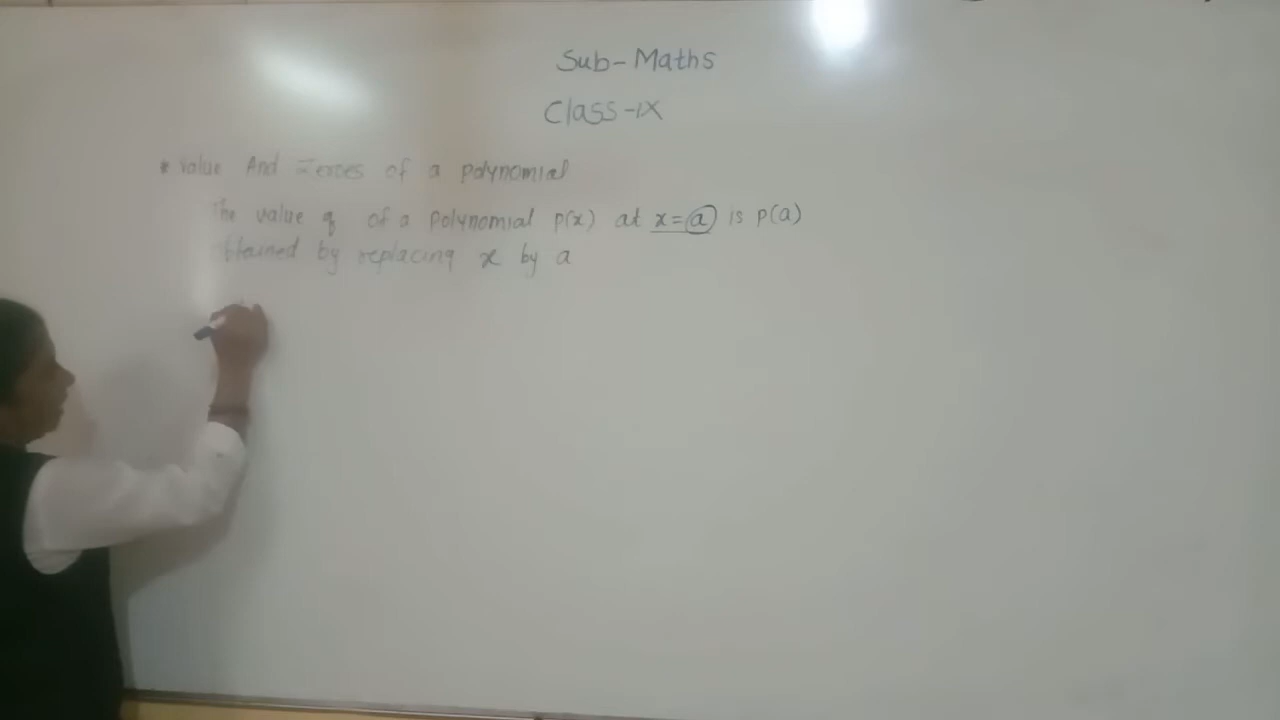 Sub-Maths
Class-IX
* Value And Zeroes of a polynomial
The value of of a polynomial p(x) at x=a is p(a)
btained by replacing x by a